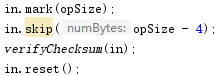 in.mark(opSize);
in.skip( numBytes: opSize - 4);
verifyChecksum(in);
in.reset();